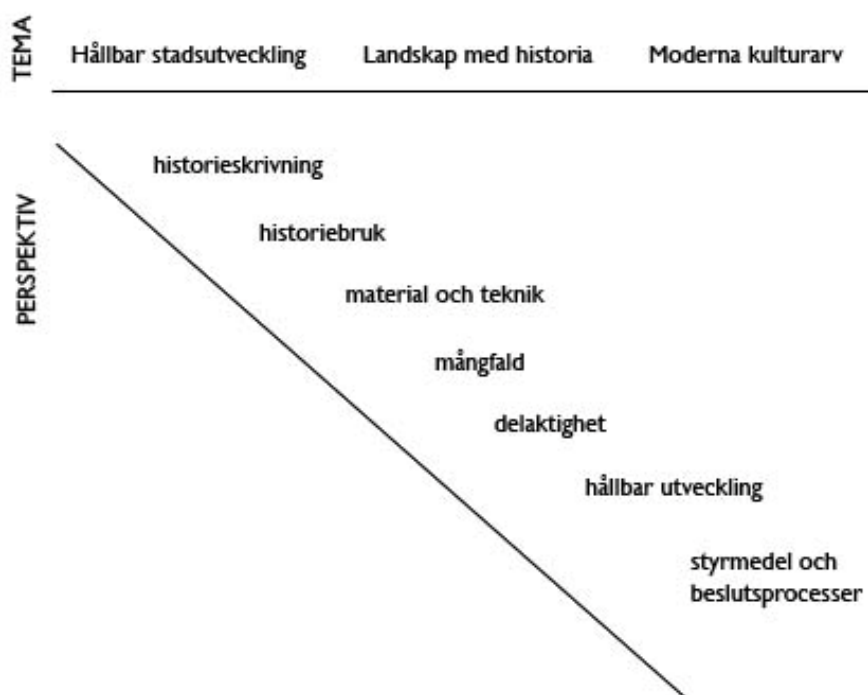 TEMA
Hållbar stadsutveckling
Landskap med historia
Moderna kulturarv
PERSPEKTIV
historieskrivning
historiebruk
material och teknik
mångfald
delaktighet
hållbar utveckling
styrmedel och
beslutsprocesser